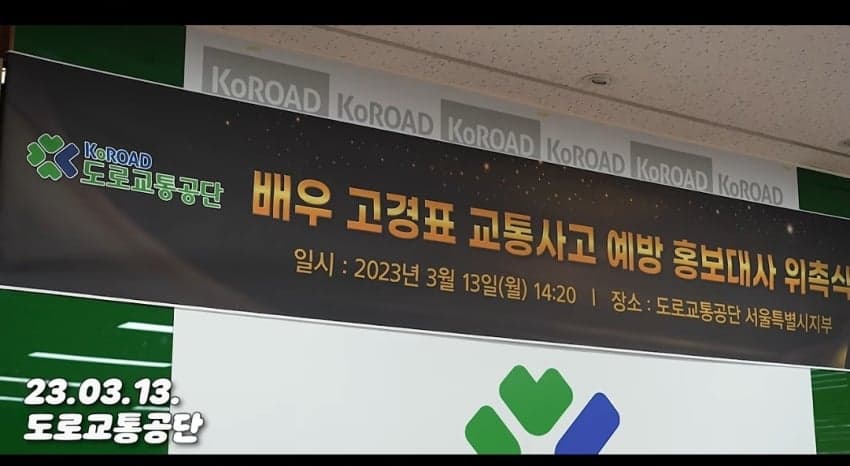 KoROAD KoROAD KoROAD KoROAD KoROAD KoROAD
KoROAD
도로교통공단
배우 고경표 교통사고 예방 홍보대사 위촉식
일시 : 2023년 3월 13일(월) 14:20 | 장소 : 도로교통공단 서울특별시지부
23.03.13.
도로교통공단